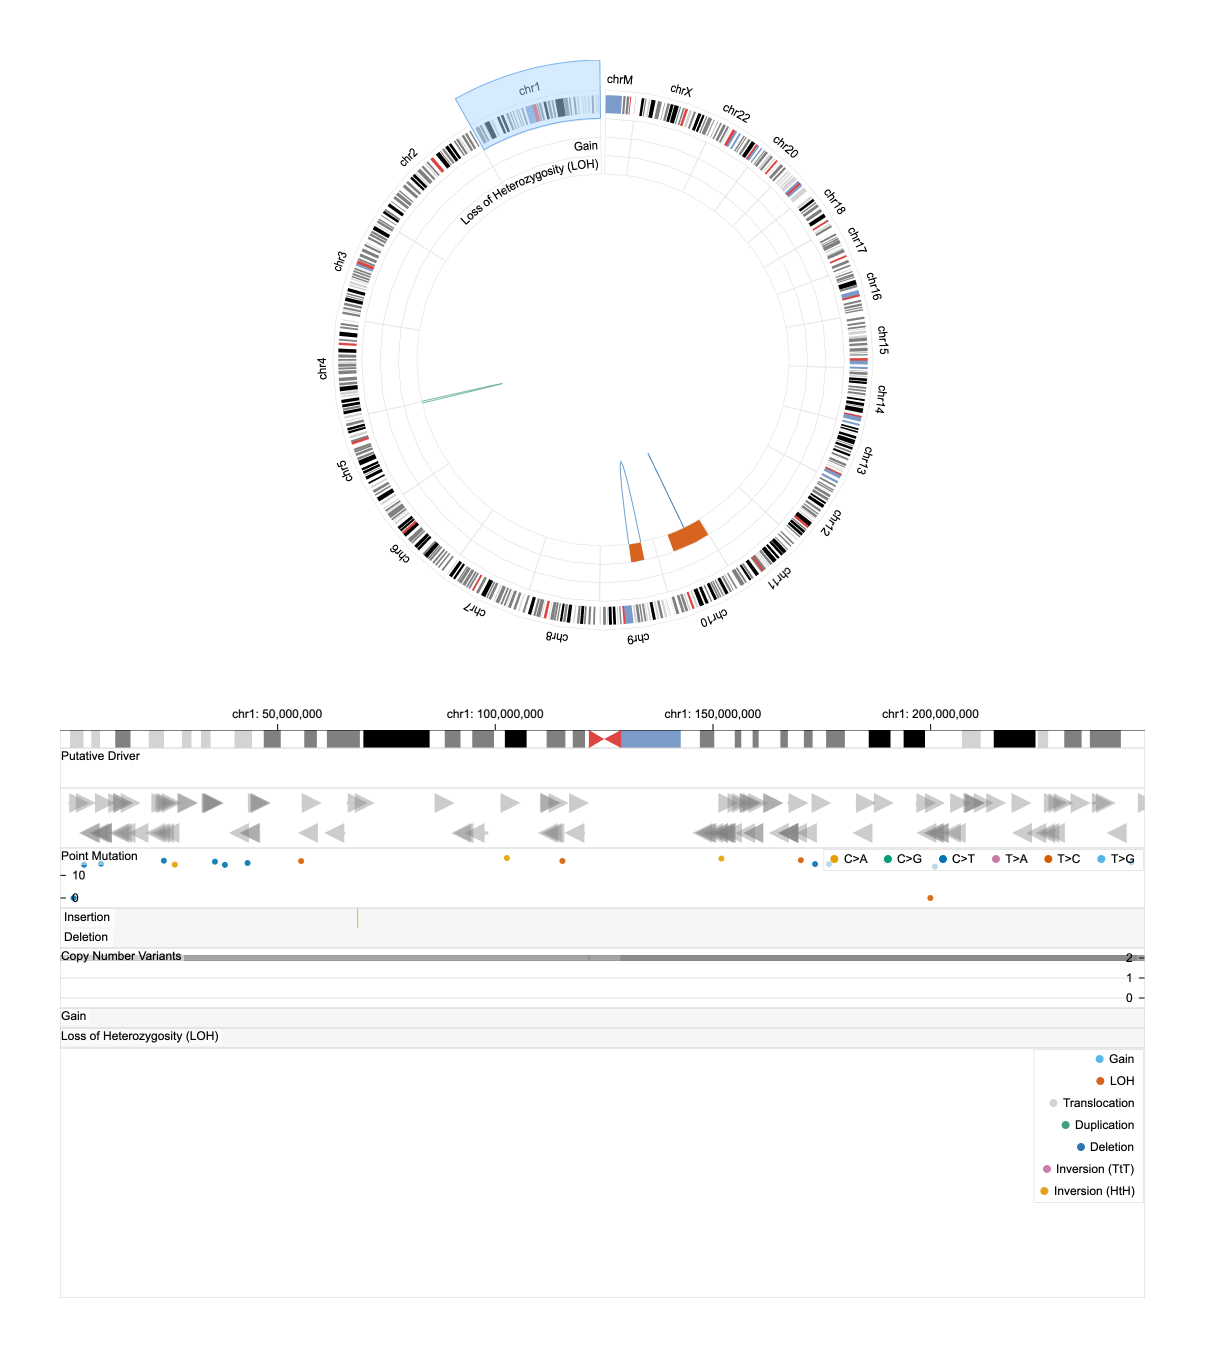 chrM
chrX
chr22
chr20
chr18
chr17
chr16
chr15
chr14
chr13
chr12
chr11
chr10
chr9
chr8
chr7
chr6
chr5
chr4
chr3
chr2
chr1
Gain
Loss of Heterozygosity (LOH)
chr1: 50,000,000 chr1: 100,000,000 chr1: 150,000,000 chr1: 200,000,000
Putative Driver
Point Mutation
C>A C>G C>T T>A T>C T>G
10
0
Insertion
Deletion
Copy Number Variants
2
1
0
Gain
Loss of Heterozygosity (LOH)
Gain
LOH
Translocation
Duplication
Deletion
Inversion (TtT)
Inversion (HtH)